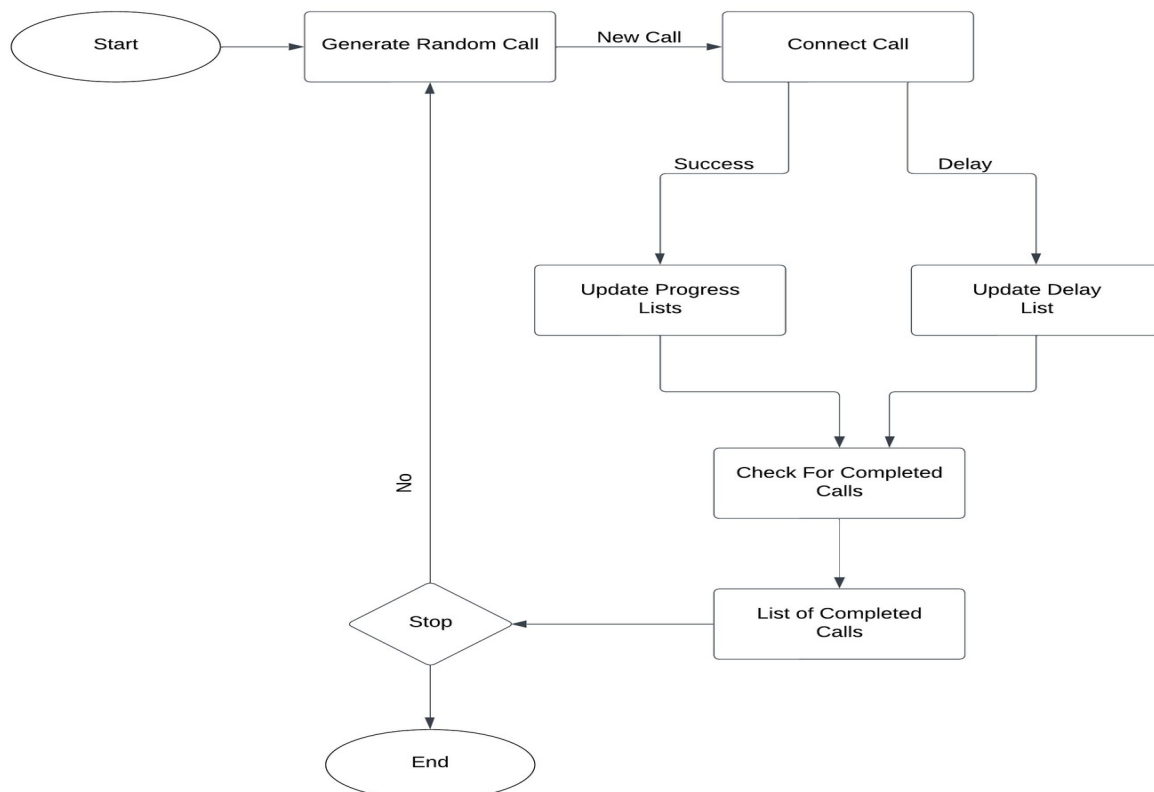 Start
Generate Random Call
New Call
Connect Call
Success
Delay
Update Progress
Lists
Update Delay
List
Check For Completed
Calls
No
Stop
List of Completed
Calls
End